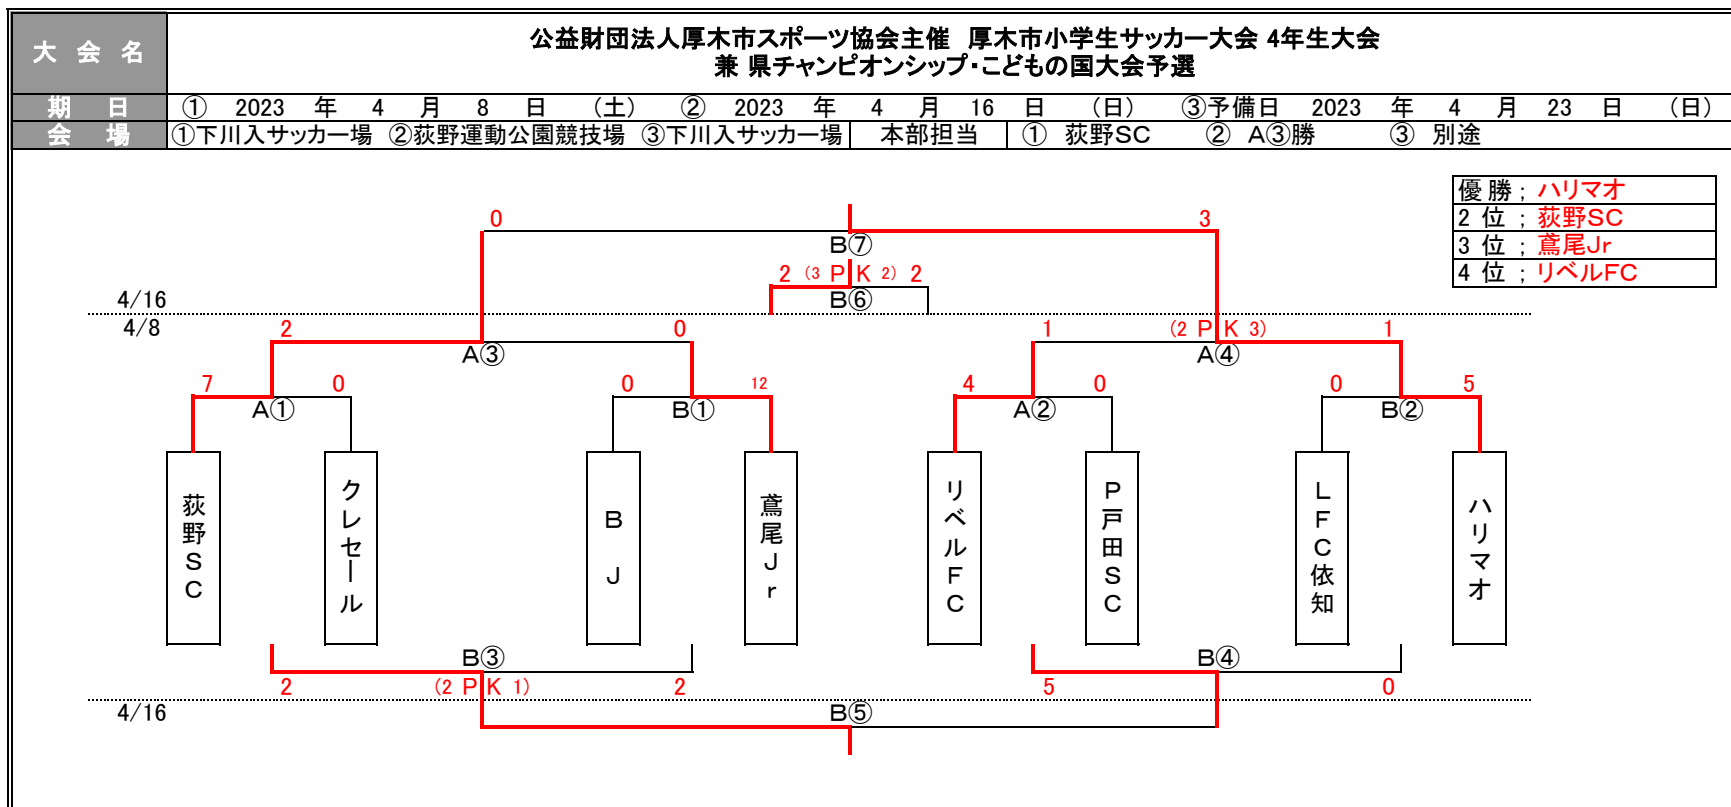 大会名
公益財団法人厚木市スポーツ協会主催 厚木市小学生サッカー大会 4年生大会
兼 県チャンピオンシップ・こどもの国大会予選
期日 ① 2023 年 4 月 8 日 (土) ② 2023 年 4 月 16 日 (日) ③予備日 2023 年 4 月 23 日 (日)
会場 ①下川入サッカー場 ②荻野運動公園競技場 ③下川入サッカー場 本部担当 ① 荻野SC ② A③勝 ③ 別途
優勝; ハリマオ
2位; 荻野SC
3位; 鳶尾Jr
4位; リベルFC
0 3
B⑦
2 (3 PK 2) 2
B⑥
4/16
4/8
2 0 1 (2 PK 3) 1
A③ A④
7 0 0 12 4 0 0 5
A① B① A② B②
荻野SC
クレセール
BJ
鳶尾Jr
リベルFC
P戸田SC
LFC依知
ハリマオ
B③ B④
2 (2 PK 1) 2 5 0
4/16
B⑤